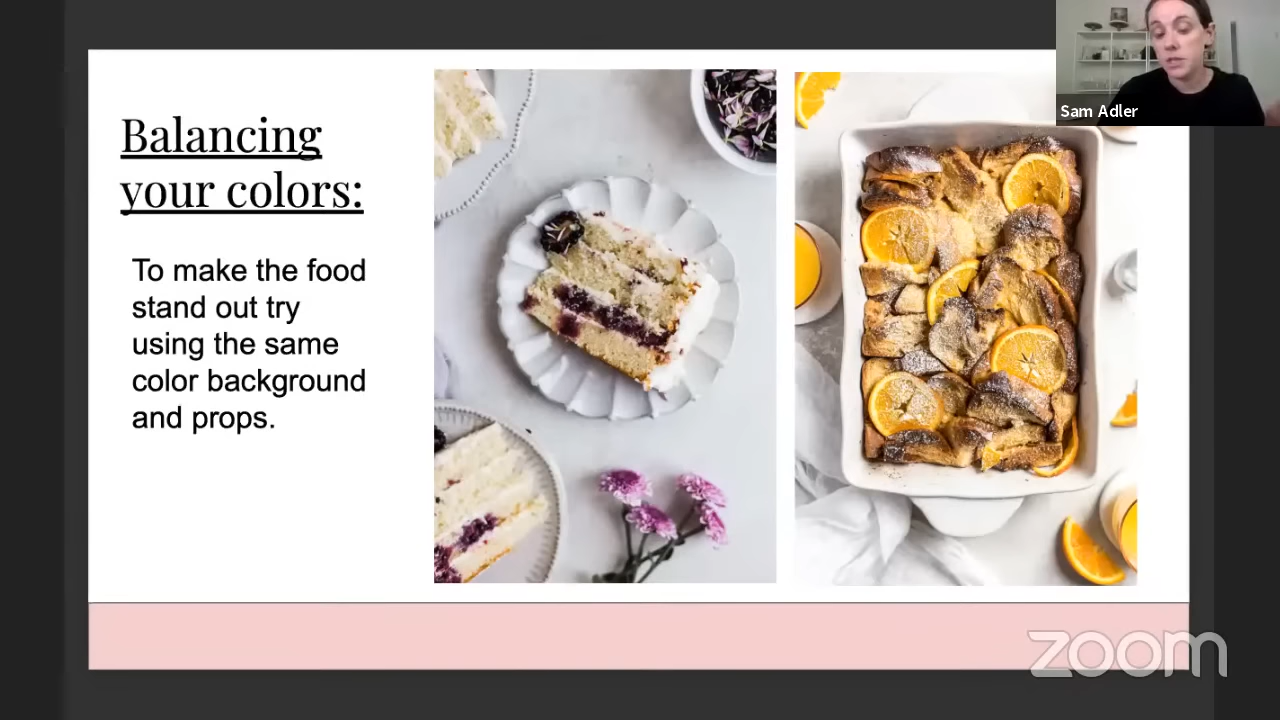 Balancing
your colors:
To make the food
stand out try
using the same
color background
and props.
Sam Adler
zoom